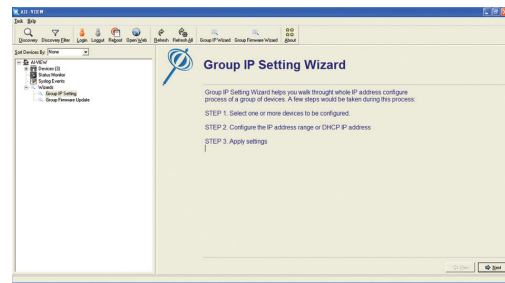 AII-VIEW
Task Help
Discovery Discovery Filter Login Logout Reboot Open Web Refresh Refresh All Group IP Wizard Group Firmware Wizard About
Sort Devices By: None
AII-VIEW
Devices (3)
Status Monitor
Syslog Events
Wizards
Group IP Setting
Group Firmware Update
Group IP Setting Wizard
Group IP Setting Wizard helps you walk throught whole IP address configure
process of a group of devices. A few steps would be taken during this process:
STEP 1. Select one or more devices to be configured.
STEP 2. Configure the IP address range or DHCP IP address
STEP 3. Apply settings
Prev Next